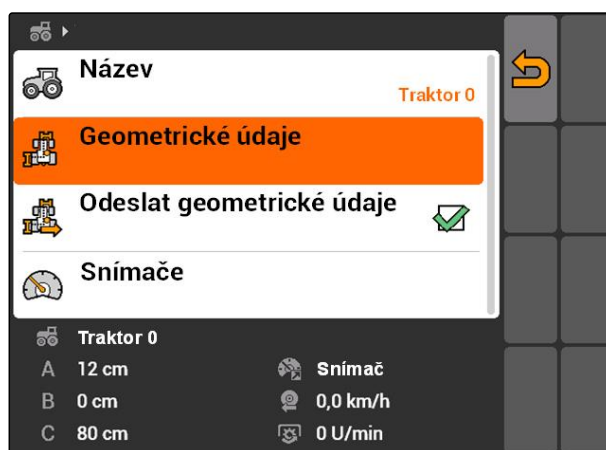 Název
Traktor 0
Geometrické údaje
Odeslat geometrické údaje
Snímače
Traktor 0
A 12 cm Snímač
B 0 cm 0,0 km/h
C 80 cm 0 U/min